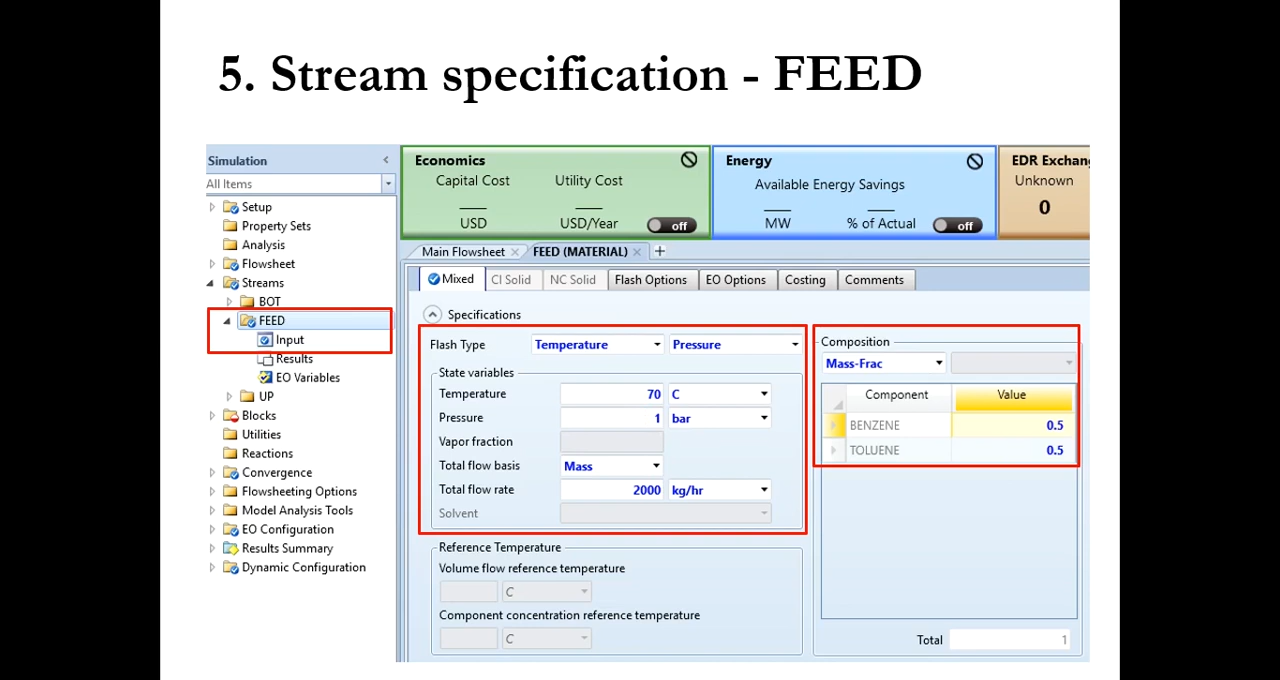 5. Stream specification - FEED
Simulation
All Items
Setup
Property Sets
Analysis
Flowsheet
Streams
BOT
FEED
Input
Results
EO Variables
UP
Blocks
Utilities
Reactions
Convergence
Flowsheeting Options
Model Analysis Tools
EO Configuration
Results Summary
Dynamic Configuration
Economics
Capital Cost Utility Cost
USD USD/Year off
Energy
Available Energy Savings
MW % of Actual off
EDR Exchan
Unknown
0
Main Flowsheet FEED (MATERIAL) +
Mixed CI Solid NC Solid Flash Options EO Options Costing Comments
Specifications
Flash Type Temperature Pressure
State variables
Temperature 70 C
Pressure 1 bar
Vapor fraction
Total flow basis Mass
Total flow rate 2000 kg/hr
Solvent
Reference Temperature
Volume flow reference temperature
C
Component concentration reference temperature
C
Composition
Mass-Frac
Component Value
BENZENE 0.5
TOLUENE 0.5
Total 1